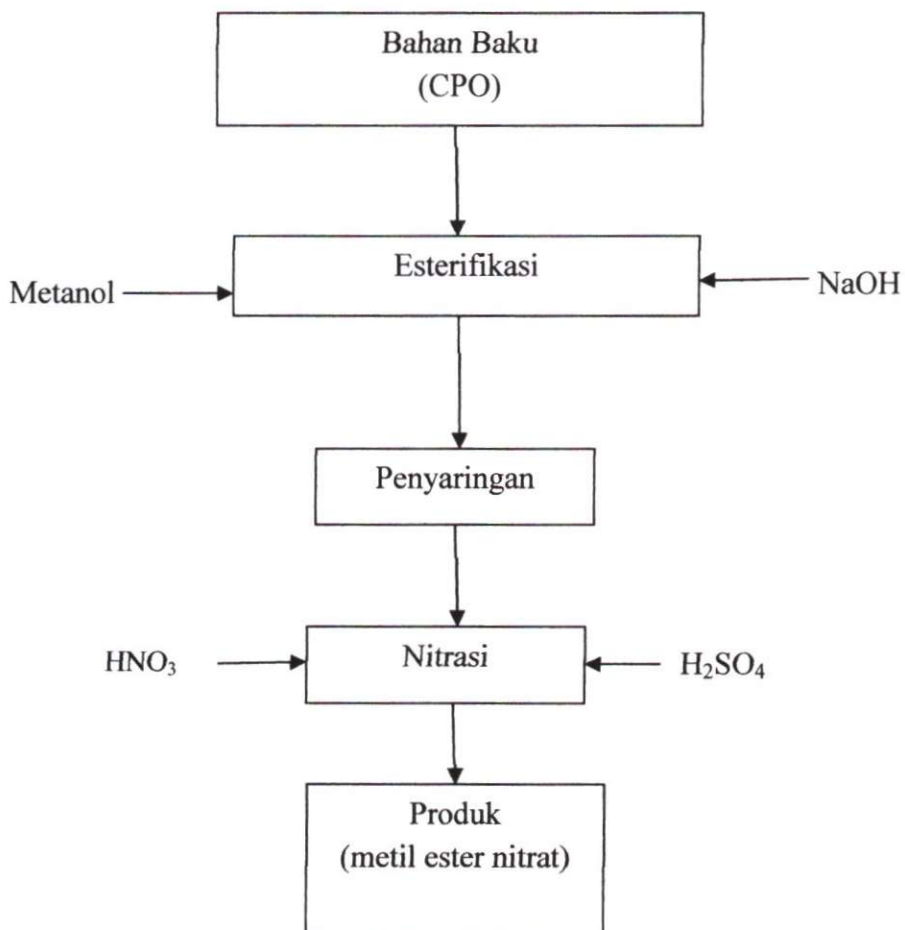 Bahan Baku
(CPO)
Esterifikasi
Metanol
NaOH
Penyaringan
HNO₃
Nitrasi
H₂SO₄
Produk
(metil ester nitrat)